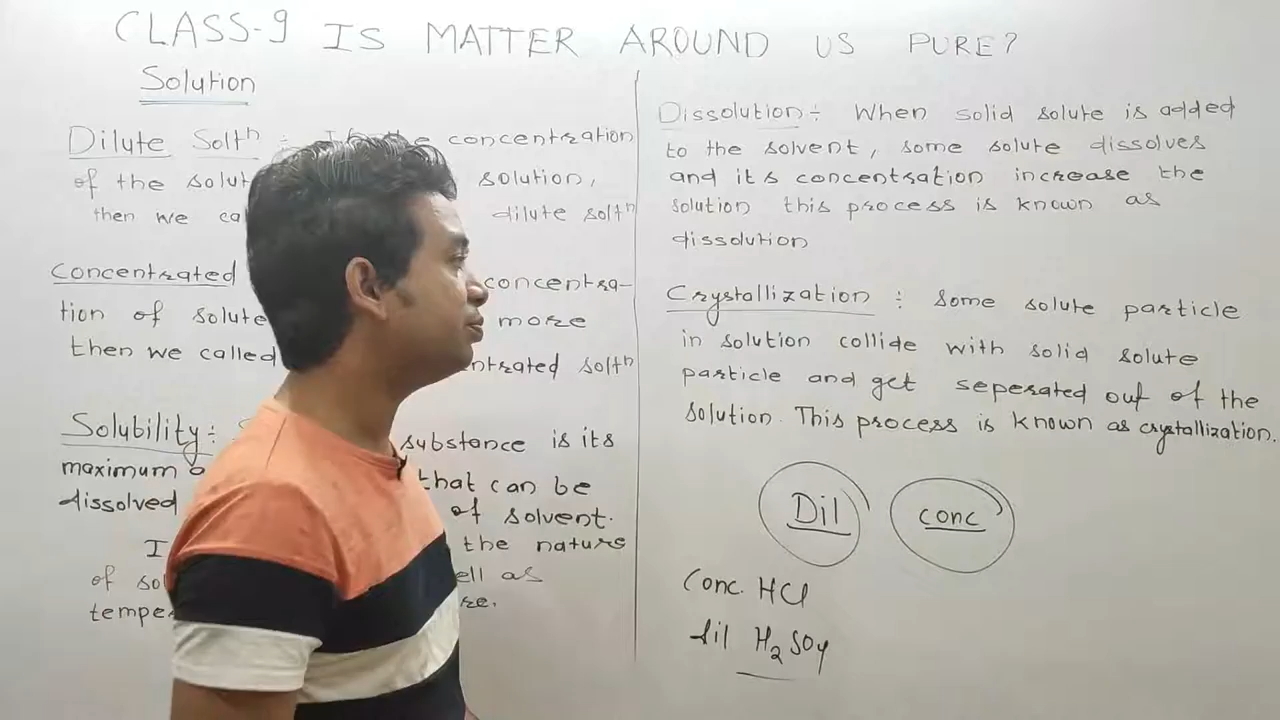 CLASS-9 IS MATTER AROUND US PURE?
Solution
Dilute Solth : concentration
of the solut solution,
then we ca dilute solth
Concentrated concentra-
tion of solute more
then we called ntrated solth
Solubility:- substance is its
maximum that can be
dissolved of solvent.
I the nature
of sol ell as
tempe re.
Dissolution:- When solid solute is added
to the solvent, some solute dissolves
and its concentration increase the
solution this process is known as
dissolution
Crystallization : Some solute particle
in solution collide with solid solute
particle and get seperated out of the
solution. This process is known as crystallization.
Dil conc
Conc. HCl
dil H2SO4